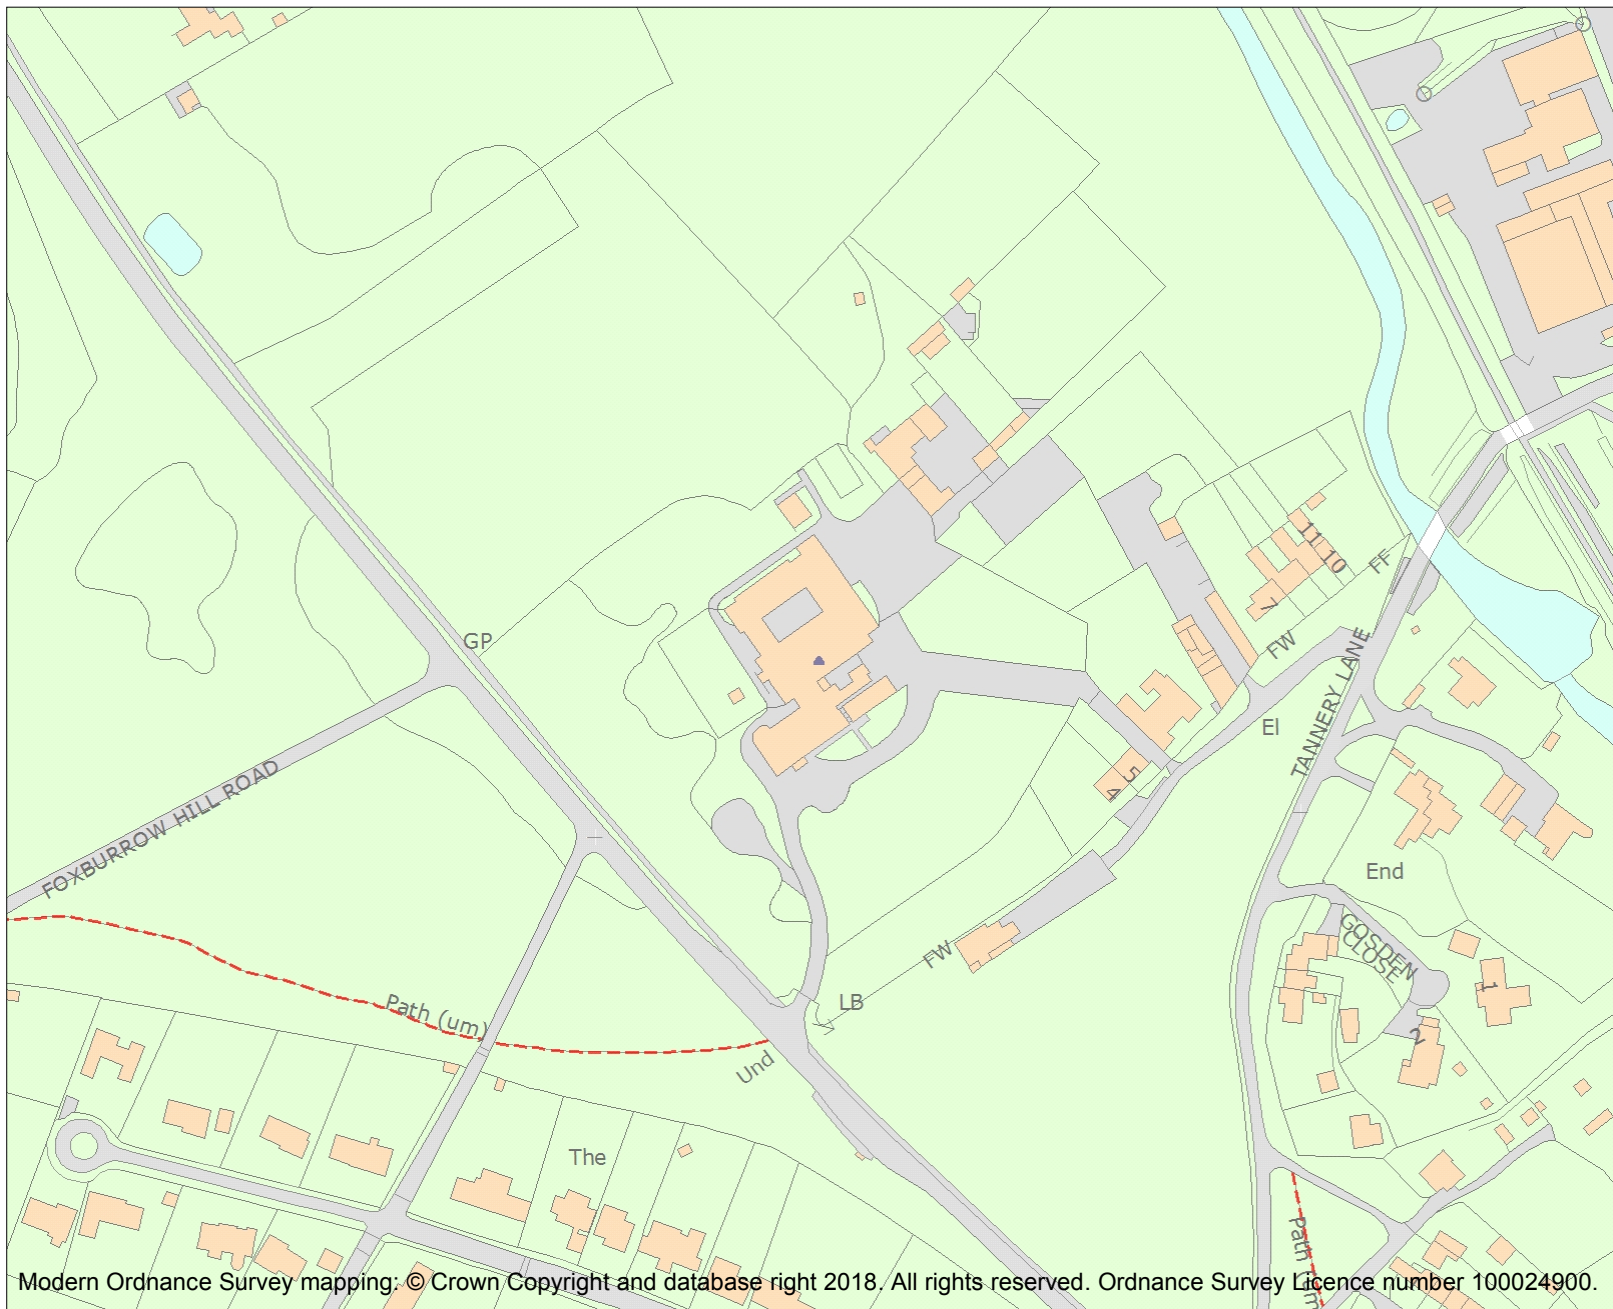 11
10
FF
7
FW
GP
TANNERY LANE
El
5
4
FOXBURROW HILL ROAD
End
GOSDEN
CLOSE
FW
1
LB
Path (um)
2
Und
The
Modern Ordnance Survey mapping: © Crown Copyright and database right 2018. All rights reserved. Ordnance Survey Licence number 100024900.